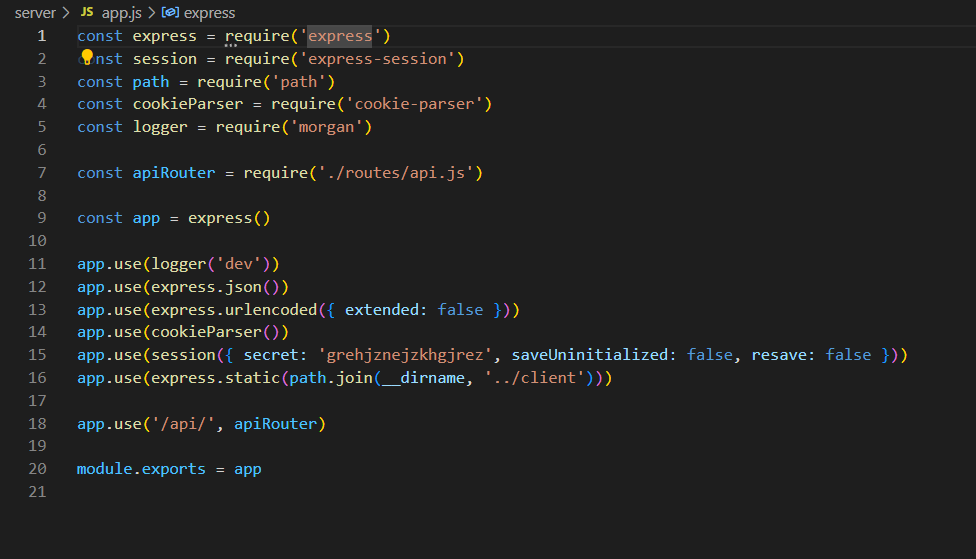 server > JS app.js > express
1 const express = require('express')
2 const session = require('express-session')
3 const path = require('path')
4 const cookieParser = require('cookie-parser')
5 const logger = require('morgan')
6
7 const apiRouter = require('./routes/api.js')
8
9 const app = express()
10
11 app.use(logger('dev'))
12 app.use(express.json())
13 app.use(express.urlencoded({ extended: false }))
14 app.use(cookieParser())
15 app.use(session({ secret: 'grehjznejzkhgjrez', saveUninitialized: false, resave: false }))
16 app.use(express.static(path.join(__dirname, '../client')))
17
18 app.use('/api/', apiRouter)
19
20 module.exports = app
21